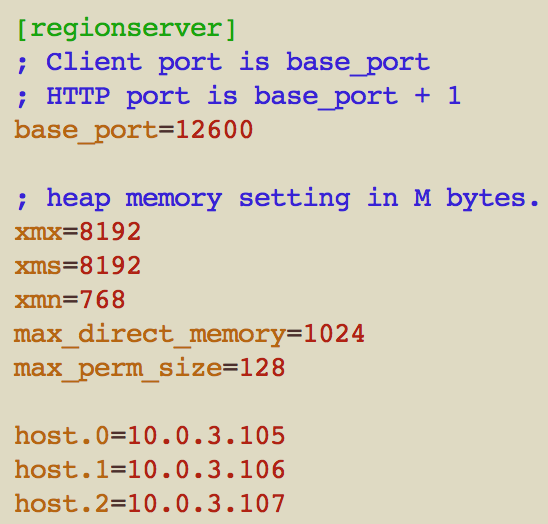 [regionserver]
; Client port is base_port
; HTTP port is base_port + 1
base_port=12600
; heap memory setting in M bytes.
xmx=8192
xms=8192
xmn=768
max_direct_memory=1024
max_perm_size=128
host.0=10.0.3.105
host.1=10.0.3.106
host.2=10.0.3.107